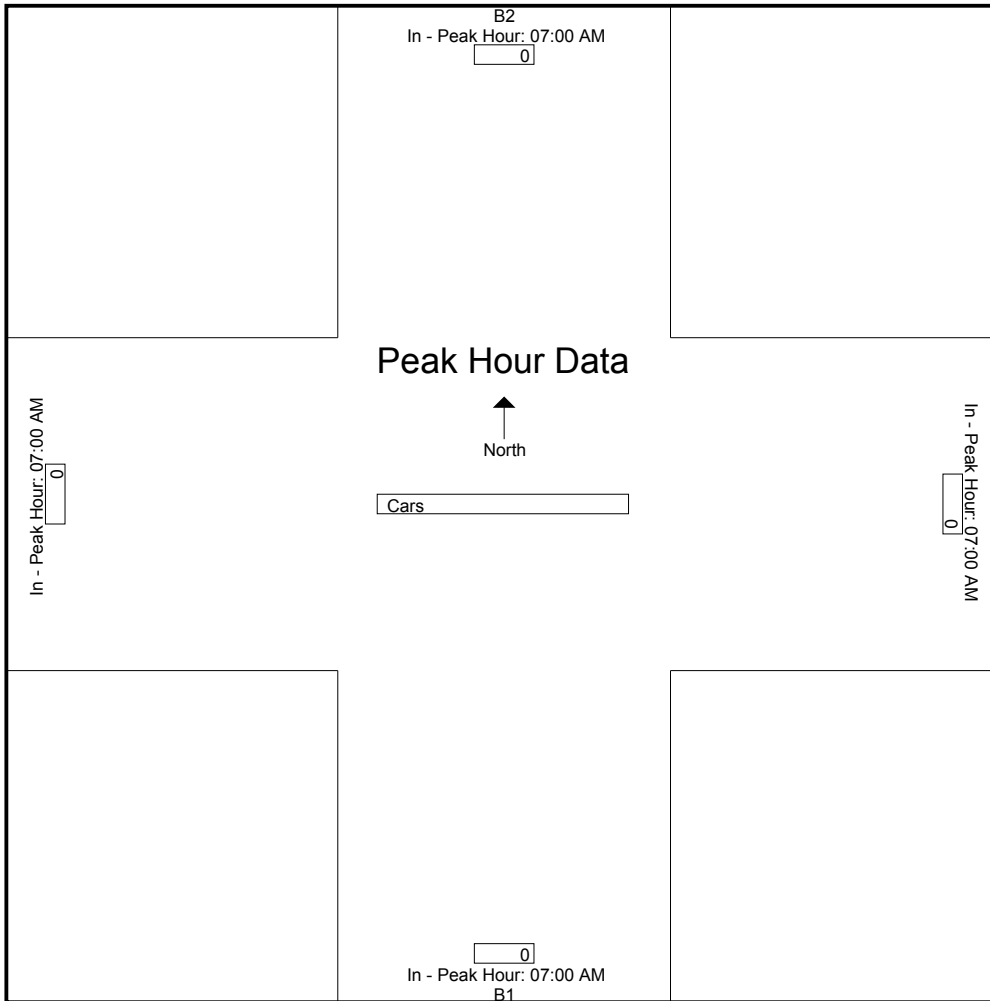 B2
In - Peak Hour: 07:00 AM
0
Peak Hour Data
North
In - Peak Hour: 07:00 AM
0
Cars
In - Peak Hour: 07:00 AM
0
0
In - Peak Hour: 07:00 AM
B1